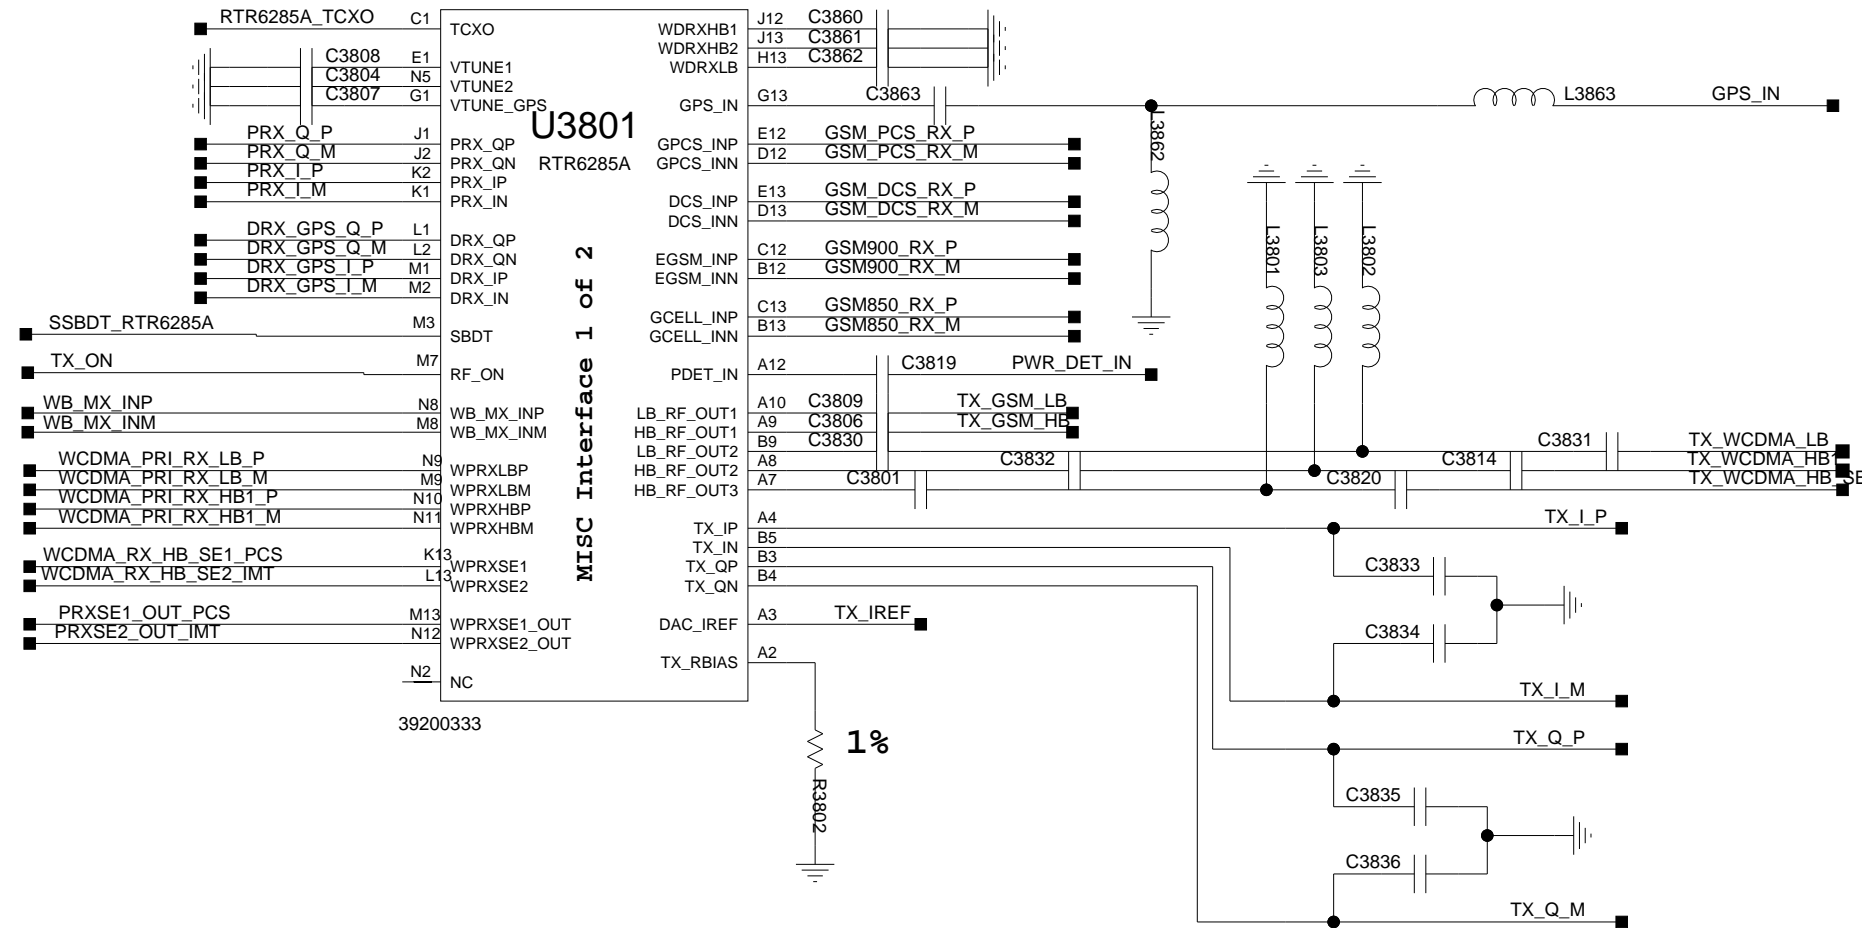 RTR6285A_TCXO C1 TCXO
C3808 E1 VTUNE1
C3804 N5 VTUNE2
C3807 G1 VTUNE_GPS
PRX_Q_P J1 PRX_QP
PRX_Q_M J2 PRX_QN
PRX_I_P K2 PRX_IP
PRX_I_M K1 PRX_IN
DRX_GPS_Q_P L1 DRX_QP
DRX_GPS_Q_M L2 DRX_QN
DRX_GPS_I_P M1 DRX_IP
DRX_GPS_I_M M2 DRX_IN
SSBDT_RTR6285A M3 SBDT
TX_ON M7 RF_ON
WB_MX_INP N8 WB_MX_INP
WB_MX_INM M8 WB_MX_INM
WCDMA_PRI_RX_LB_P N9 WPRXLBP
WCDMA_PRI_RX_LB_M M9 WPRXLBM
WCDMA_PRI_RX_HB1_P N10 WPRXHBP
WCDMA_PRI_RX_HB1_M N11 WPRXHBM
WCDMA_RX_HB_SE1_PCS K13 WPRXSE1
WCDMA_RX_HB_SE2_IMT L13 WPRXSE2
PRXSE1_OUT_PCS M13 WPRXSE1_OUT
PRXSE2_OUT_IMT N12 WPRXSE2_OUT
N2 NC
39200333
U3801
RTR6285A
MISC Interface 1 of 2
WDRXHB1 J12 C3860
WDRXHB2 J13 C3861
WDRXLB H13 C3862
GPS_IN G13 C3863 L3863 GPS_IN
L3862
GPCS_INP E12 GSM_PCS_RX_P
GPCS_INN D12 GSM_PCS_RX_M
DCS_INP E13 GSM_DCS_RX_P
DCS_INN D13 GSM_DCS_RX_M
EGSM_INP C12 GSM900_RX_P
EGSM_INN B12 GSM900_RX_M
GCELL_INP C13 GSM850_RX_P
GCELL_INN B13 GSM850_RX_M
L3801 L3803 L3802
PDET_IN A12 C3819 PWR_DET_IN
LB_RF_OUT1 A10 C3809 TX_GSM_LB
HB_RF_OUT1 A9 C3806 TX_GSM_HB
LB_RF_OUT2 B9 C3830 C3831 TX_WCDMA_LB
HB_RF_OUT2 A8 C3832 C3814 TX_WCDMA_HB1
HB_RF_OUT3 A7 C3801 C3820 TX_WCDMA_HB_SE
TX_IP A4 TX_I_P
TX_IN B5
TX_QP B3
TX_QN B4
C3833
C3834
DAC_IREF A3 TX_IREF
TX_RBIAS A2
TX_I_M
1%
R3802
TX_Q_P
C3835
C3836
TX_Q_M